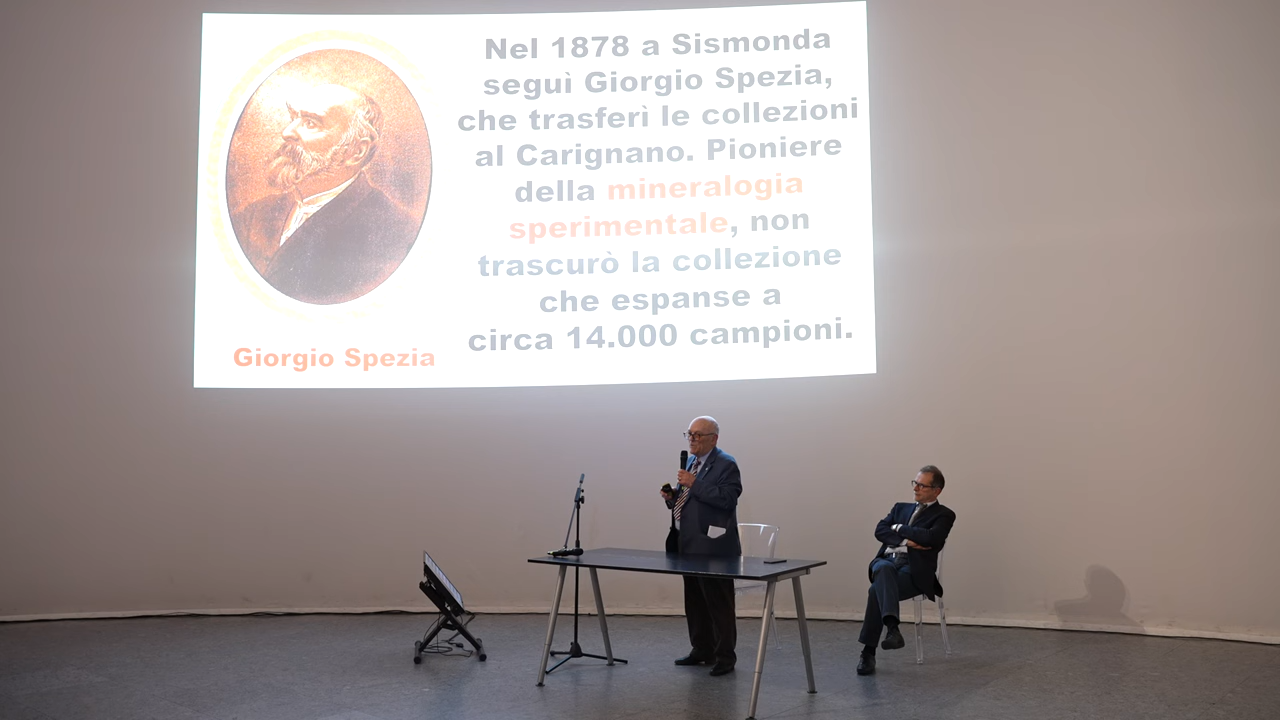 Nel 1878 a Sismonda
seguì Giorgio Spezia,
che trasferì le collezioni
al Carignano. Pioniere
della mineralogia
sperimentale, non
trascurò la collezione
che espanse a
circa 14.000 campioni.
Giorgio Spezia